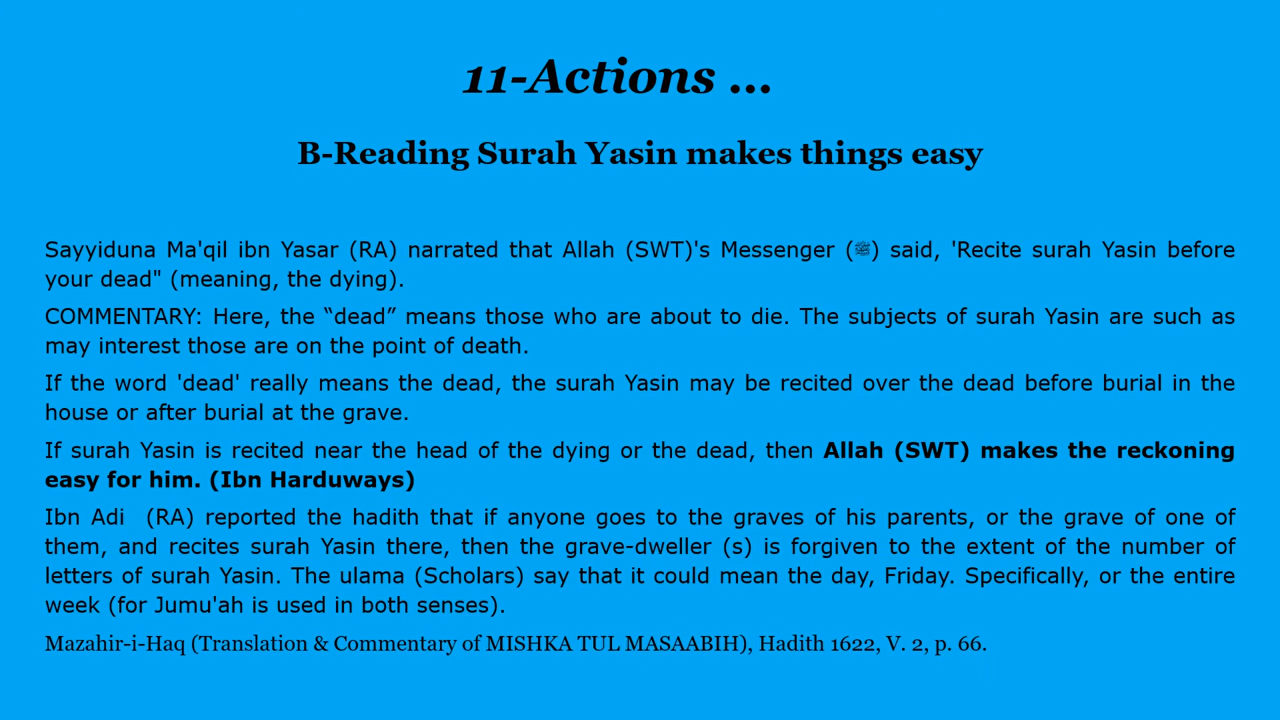 11-Actions ...
B-Reading Surah Yasin makes things easy
Sayyiduna Ma'qil ibn Yasar (RA) narrated that Allah (SWT)'s Messenger (ﷺ) said, 'Recite surah Yasin before
your dead" (meaning, the dying).
COMMENTARY: Here, the “dead” means those who are about to die. The subjects of surah Yasin are such as
may interest those are on the point of death.
If the word 'dead' really means the dead, the surah Yasin may be recited over the dead before burial in the
house or after burial at the grave.
If surah Yasin is recited near the head of the dying or the dead, then Allah (SWT) makes the reckoning
easy for him. (Ibn Harduways)
Ibn Adi (RA) reported the hadith that if anyone goes to the graves of his parents, or the grave of one of
them, and recites surah Yasin there, then the grave-dweller (s) is forgiven to the extent of the number of
letters of surah Yasin. The ulama (Scholars) say that it could mean the day, Friday. Specifically, or the entire
week (for Jumu'ah is used in both senses).
Mazahir-i-Haq (Translation & Commentary of MISHKA TUL MASAABIH), Hadith 1622, V. 2, p. 66.